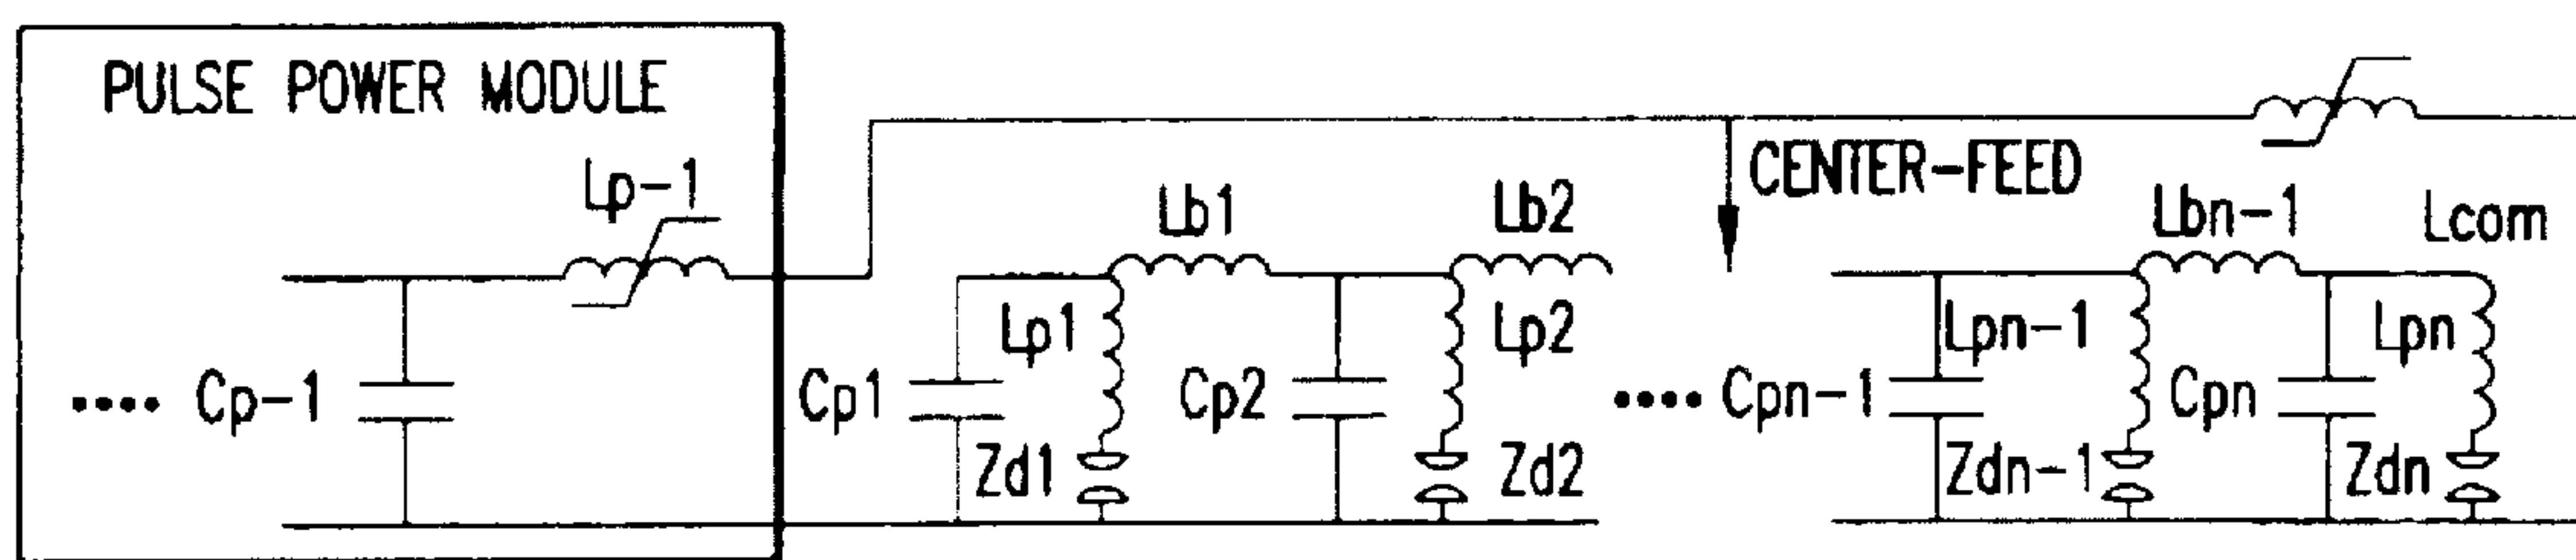 PULSE POWER MODULE
CENTER-FEED
Lp-1
Lb1
Lb2
Lbn-1
Lcom
Lp1
Lp2
Lpn-1
Lpn
.... Cp-1
Cp1
Cp2
.... Cpn-1
Cpn
Zd1
Zd2
Zdn-1
Zdn